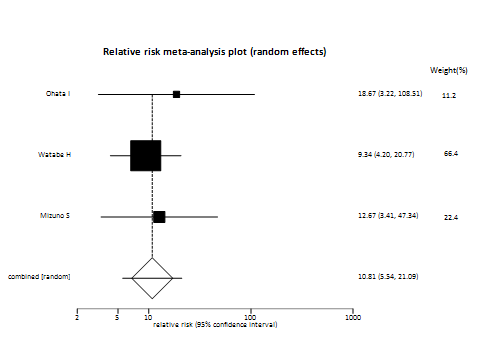 Relative risk meta-analysis plot (random effects)
Weight(%)
Ohata I 18.67 (3.22, 108.51) 11.2
Watabe H 9.34 (4.20, 20.77) 66.4
Mizuno S 12.67 (3.41, 47.34) 22.4
combined [random] 10.81 (5.54, 21.09)
2 5 10 100 1000
relative risk (95% confidence interval)